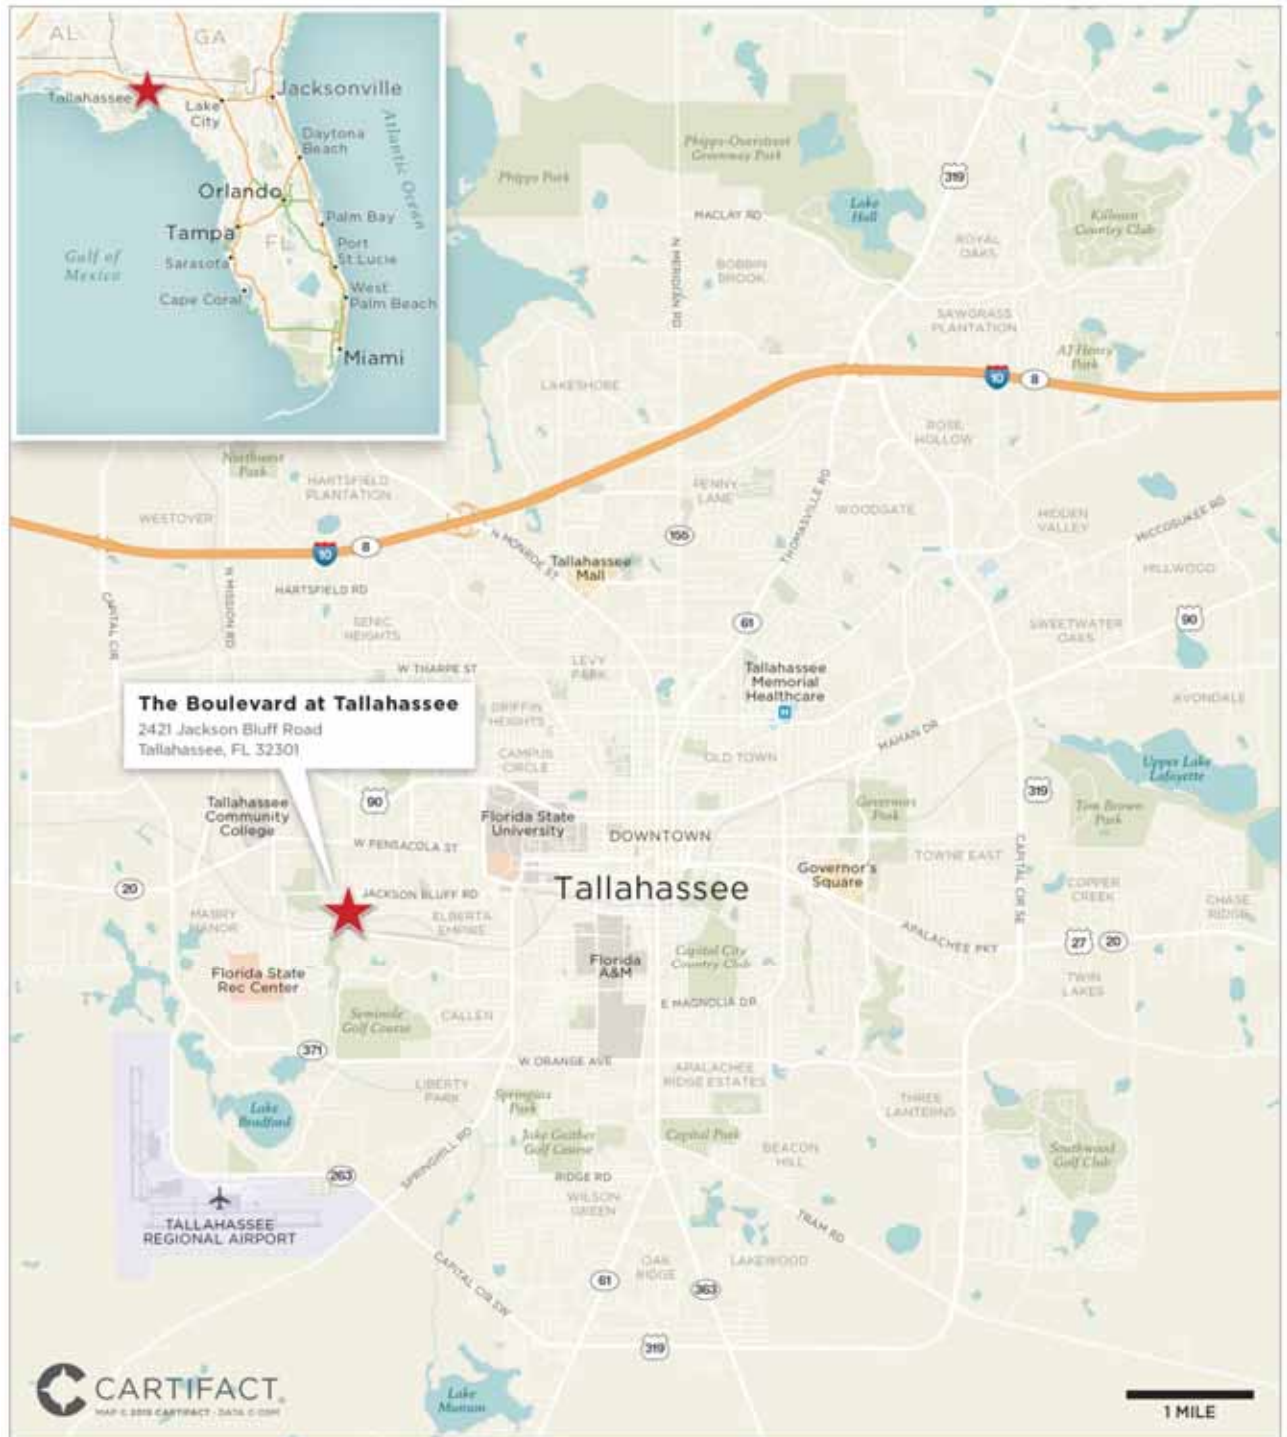 AL
GA
Tallahassee
Lake
City
Jacksonville
Daytona
Beach
Atlantic Ocean
Orlando
Tampa
Palm Bay
FL
Port
St. Lucie
Sarasota
Gulf of
Mexico
Cape Coral
West
Palm Beach
Miami
Phipps Park
Phipps-Overstreet
Greenway Park
319
MACLAY RD
Lake
Hall
Killearn
Country Club
ROYAL
OAKS
N MERIDIAN RD
BOBBIN
BROOK
SAWGRASS
PLANTATION
AJ Henry
Park
LAKESHORE
10
8
ROSE
HOLLOW
Northwest
Park
HARTSFIELD
PLANTATION
PENNY
LANE
THOMASVILLE RD
WOODGATE
HIDDEN
VALLEY
MICCOSUKEE RD
WESTOVER
10
8
N MONROE ST
155
Tallahassee
Mall
HILLWOOD
CAPITAL CIR
N MISSION RD
HARTSFIELD RD
SENIC
HEIGHTS
61
SWEETWATER
OAKS
90
W THARPE ST
LEVY
PARK
Tallahassee
Memorial
Healthcare
H
The Boulevard at Tallahassee
2421 Jackson Bluff Road
Tallahassee, FL 32301
GRIFFIN
HEIGHTS
AVONDALE
CAMPUS
CIRCLE
OLD TOWN
MAHAN DR
Upper Lake
Lafayette
Tallahassee
Community
College
90
Florida State
University
319
Governors
Park
Tom Brown
Park
W PENSACOLA ST
DOWNTOWN
TOWNE EAST
CAPITAL CIR SE
20
JACKSON BLUFF RD
Tallahassee
Governor's
Square
COPPER
CREEK
CHASE
RIDGE
MABRY
MANOR
ELBERTA
EMPIRE
APALACHEE PKY
27
20
Florida State
Rec Center
Florida
A&M
Capital City
Country Club
TWIN
LAKES
Seminole
Golf Course
CALLEN
E MAGNOLIA DR
371
W ORANGE AVE
APALACHEE
RIDGE ESTATES
LIBERTY
PARK
Springsax
Park
THREE
LANTERNS
Lake
Bradford
Jake Gaither
Golf Course
Capital Park
BEACON
HILL
Southwood
Golf Club
263
SPRINGHILL RD
RIDGE RD
WILSON
GREEN
TALLAHASSEE
REGIONAL AIRPORT
TRAM RD
CAPITAL CIR SW
OAK
RIDGE
LAKEWOOD
61
363
319
CARTIFACT
MAP © 2015 CARTIFACT · DATA © OSM
Lake
Munson
1 MILE